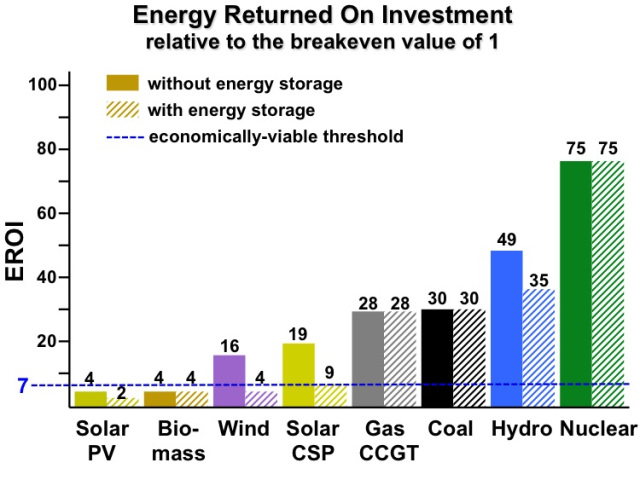 Energy Returned On Investment
relative to the breakeven value of 1
without energy storage
with energy storage
economically-viable threshold
EROI
100
80
60
40
20
7
4
2
4
4
16
4
19
9
28
28
30
30
49
35
75
75
Solar
PV
Bio-
mass
Wind
Solar
CSP
Gas
CCGT
Coal
Hydro
Nuclear